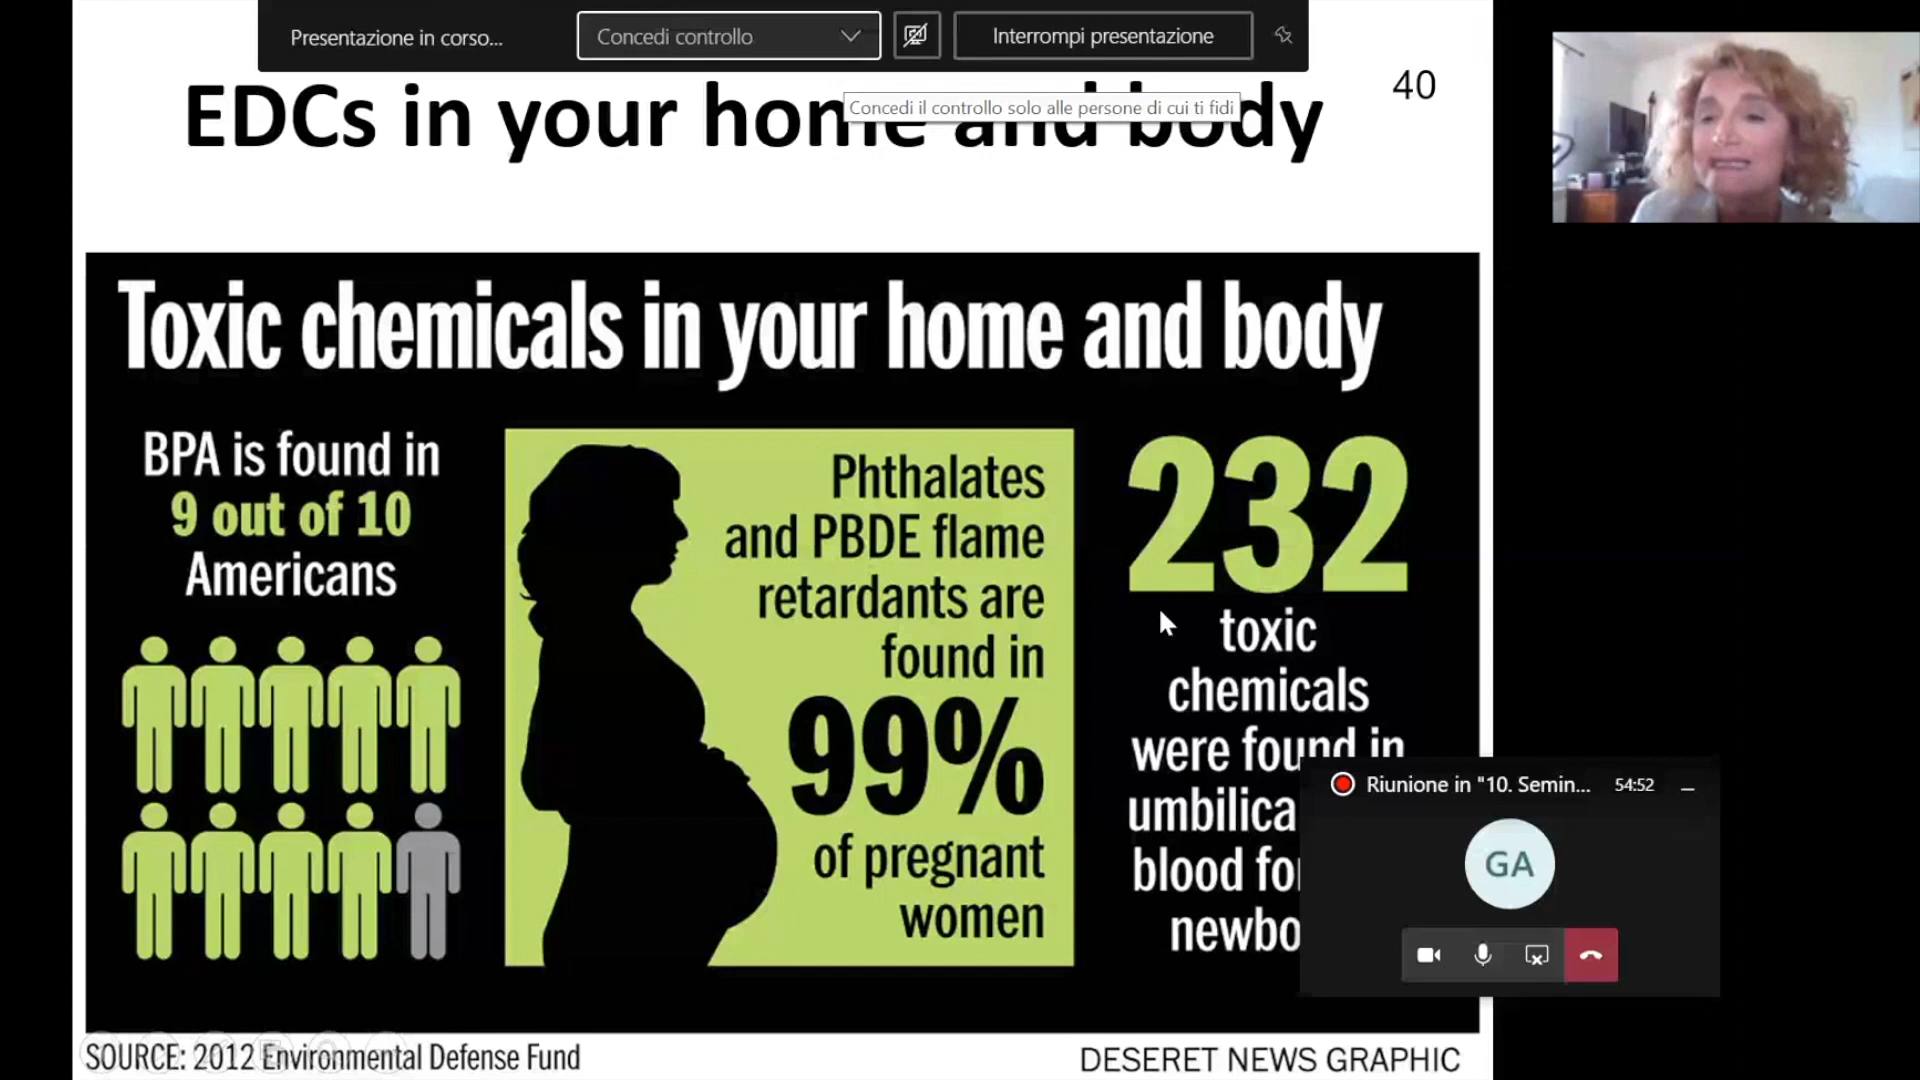 Presentazione in corso...
Concedi controllo
Interrompi presentazione
Concedi il controllo solo alle persone di cui ti fidi
40
EDCs in your home and body
Toxic chemicals in your home and body
BPA is found in
9 out of 10
Americans
Phthalates
and PBDE flame
retardants are
found in
99%
of pregnant
women
232
toxic
chemicals
were found in
umbilica
blood fo
newbo
Riunione in "10. Semin...
54:52
GA
SOURCE: 2012 Environmental Defense Fund
DESERET NEWS GRAPHIC